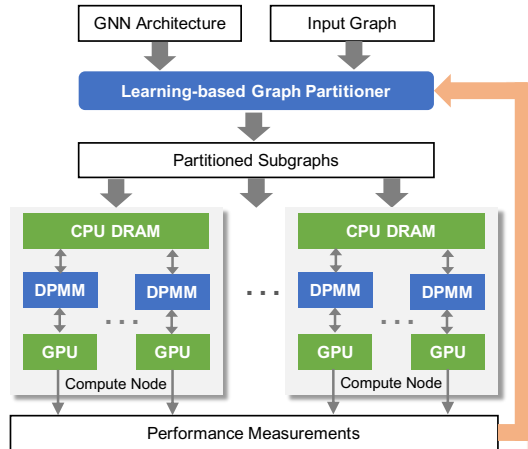 GNN Architecture
Input Graph
Learning-based Graph Partitioner
Partitioned Subgraphs
CPU DRAM
CPU DRAM
DPMM
DPMM
...
DPMM
DPMM
...
...
GPU
GPU
GPU
GPU
Compute Node
Compute Node
Performance Measurements